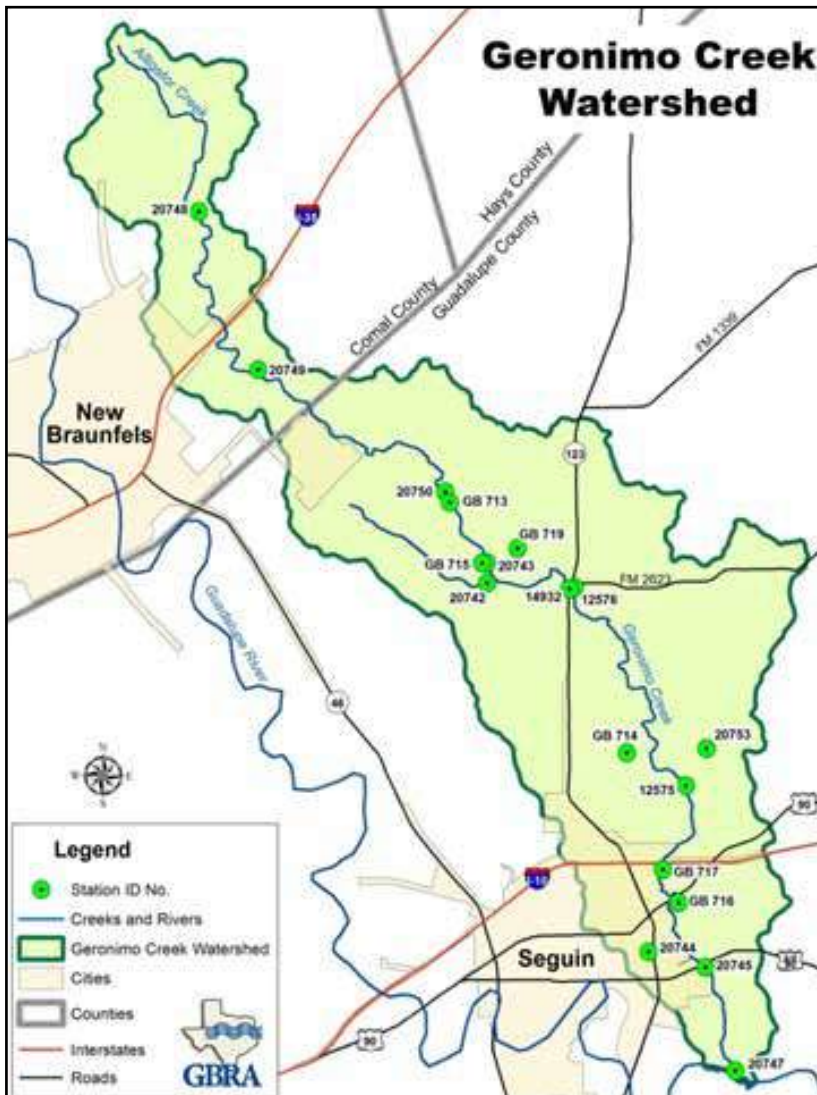 Geronimo Creek
Watershed
Alligator Creek
20748
I-35
Hays County
Comal County
Guadalupe County
FM 1339
20749
New
Braunfels
123
20750
GB 713
GB 719
GB 715
20743
20742
14932
12576
FM 2623
Guadalupe River
Geronimo Creek
46
GB 714
20753
N
W
E
S
12575
90
Legend
Station ID No.
Creeks and Rivers
Geronimo Creek Watershed
Cities
Counties
Interstates
Roads
GBRA
I-10
GB 717
GB 716
Seguin
20744
20745
90
20747